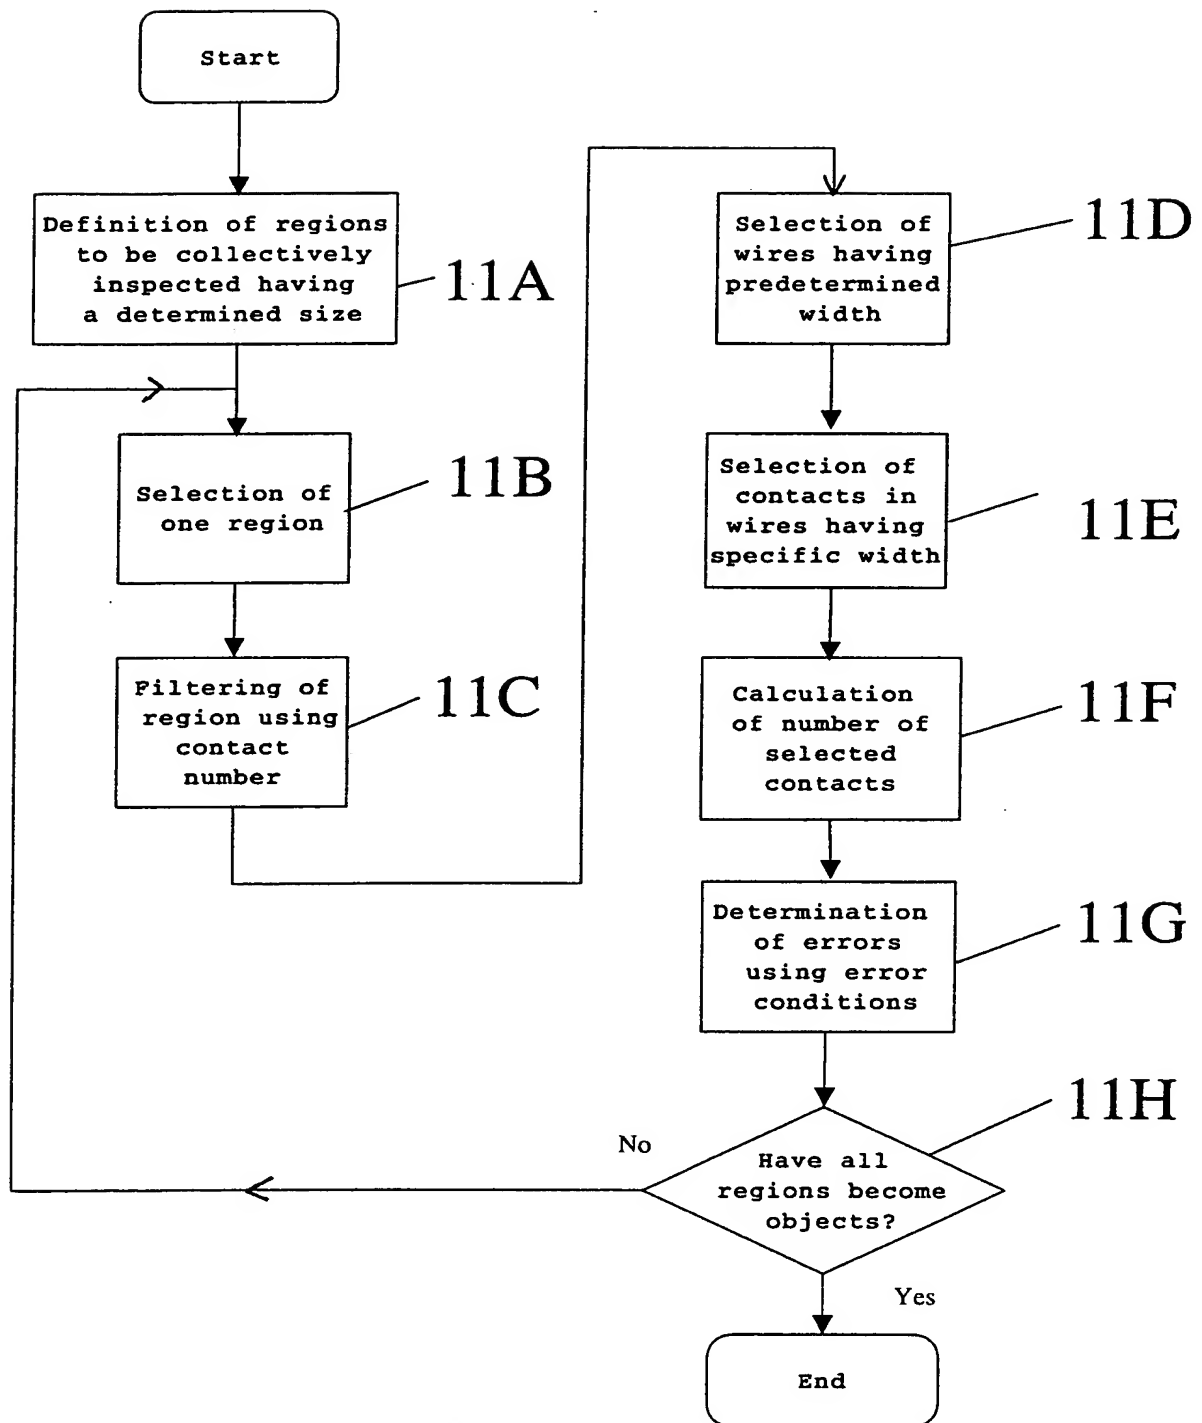 Start
Definition of regions
to be collectively
inspected having
a determined size
11A
Selection of
one region
11B
Filtering of
region using
contact
number
11C
Selection of
wires having
predetermined
width
11D
Selection of
contacts in
wires having
specific width
11E
Calculation
of number of
selected
contacts
11F
Determination
of errors
using error
conditions
11G
Have all
regions become
objects?
11H
No
Yes
End